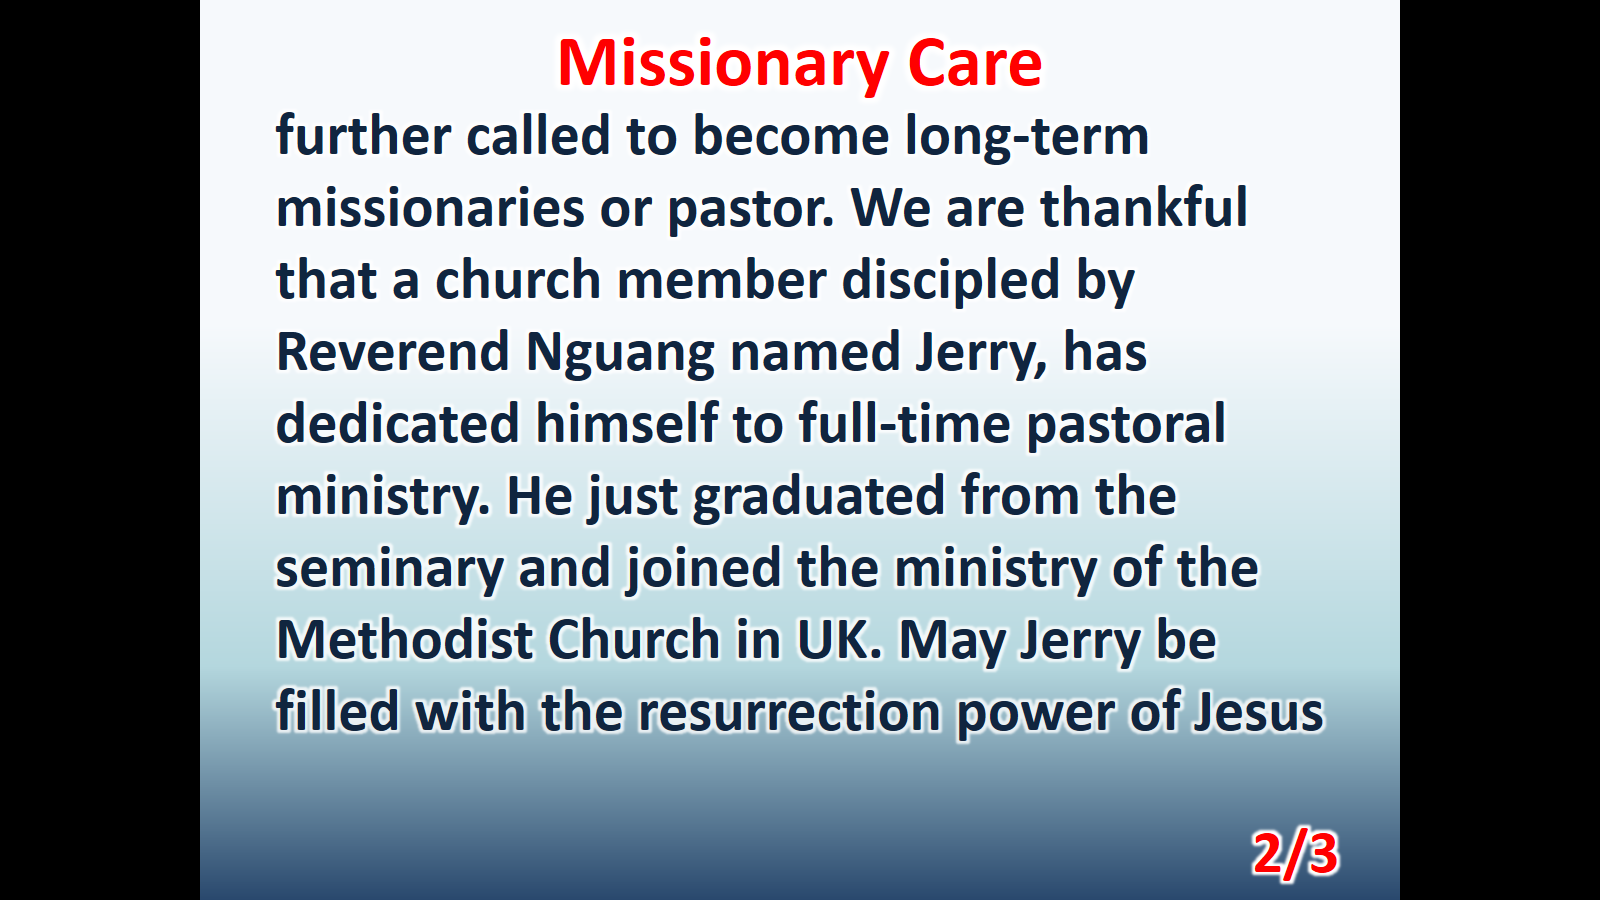 Missionary Care
further called to become long-term
missionaries or pastor. We are thankful
that a church member discipled by
Reverend Nguang named Jerry, has
dedicated himself to full-time pastoral
ministry. He just graduated from the
seminary and joined the ministry of the
Methodist Church in UK. May Jerry be
filled with the resurrection power of Jesus
2/3